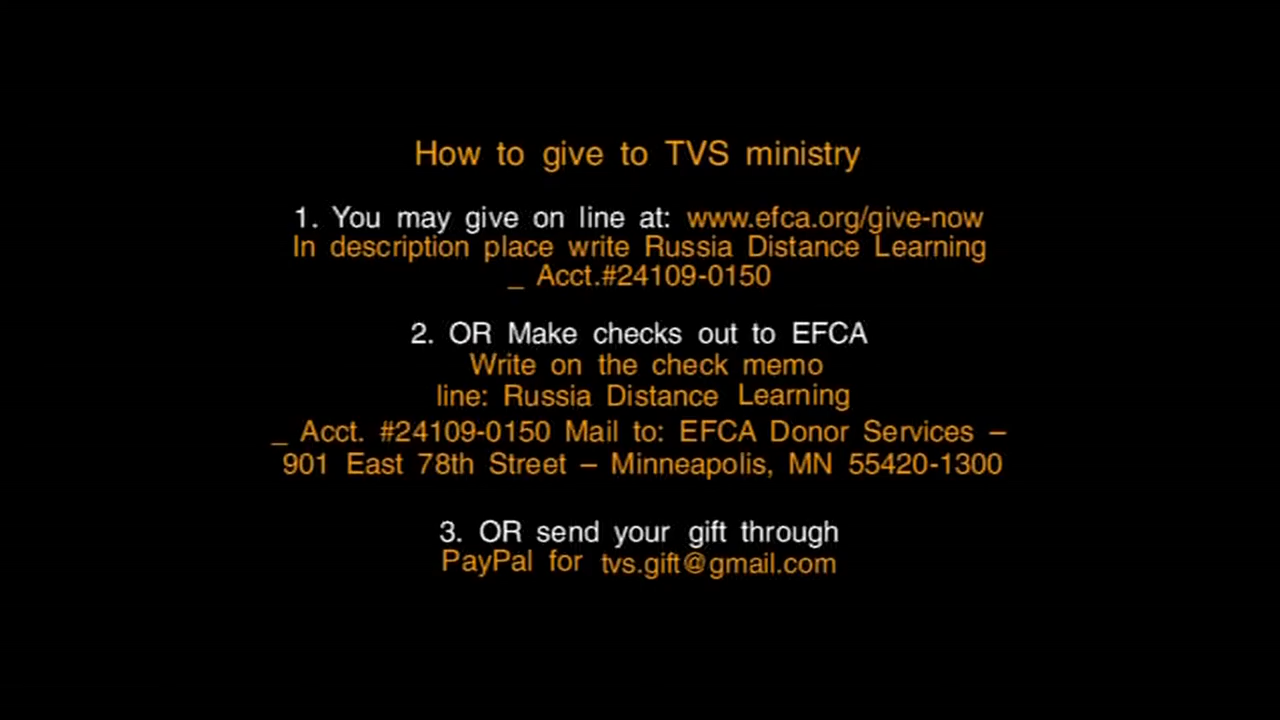 How to give to TVS ministry
1. You may give on line at: www.efca.org/give-now
In description place write Russia Distance Learning
_ Acct.#24109-0150
2. OR Make checks out to EFCA
Write on the check memo
line: Russia Distance Learning
_ Acct. #24109-0150 Mail to: EFCA Donor Services –
901 East 78th Street – Minneapolis, MN 55420-1300
3. OR send your gift through
PayPal for tvs.gift@gmail.com